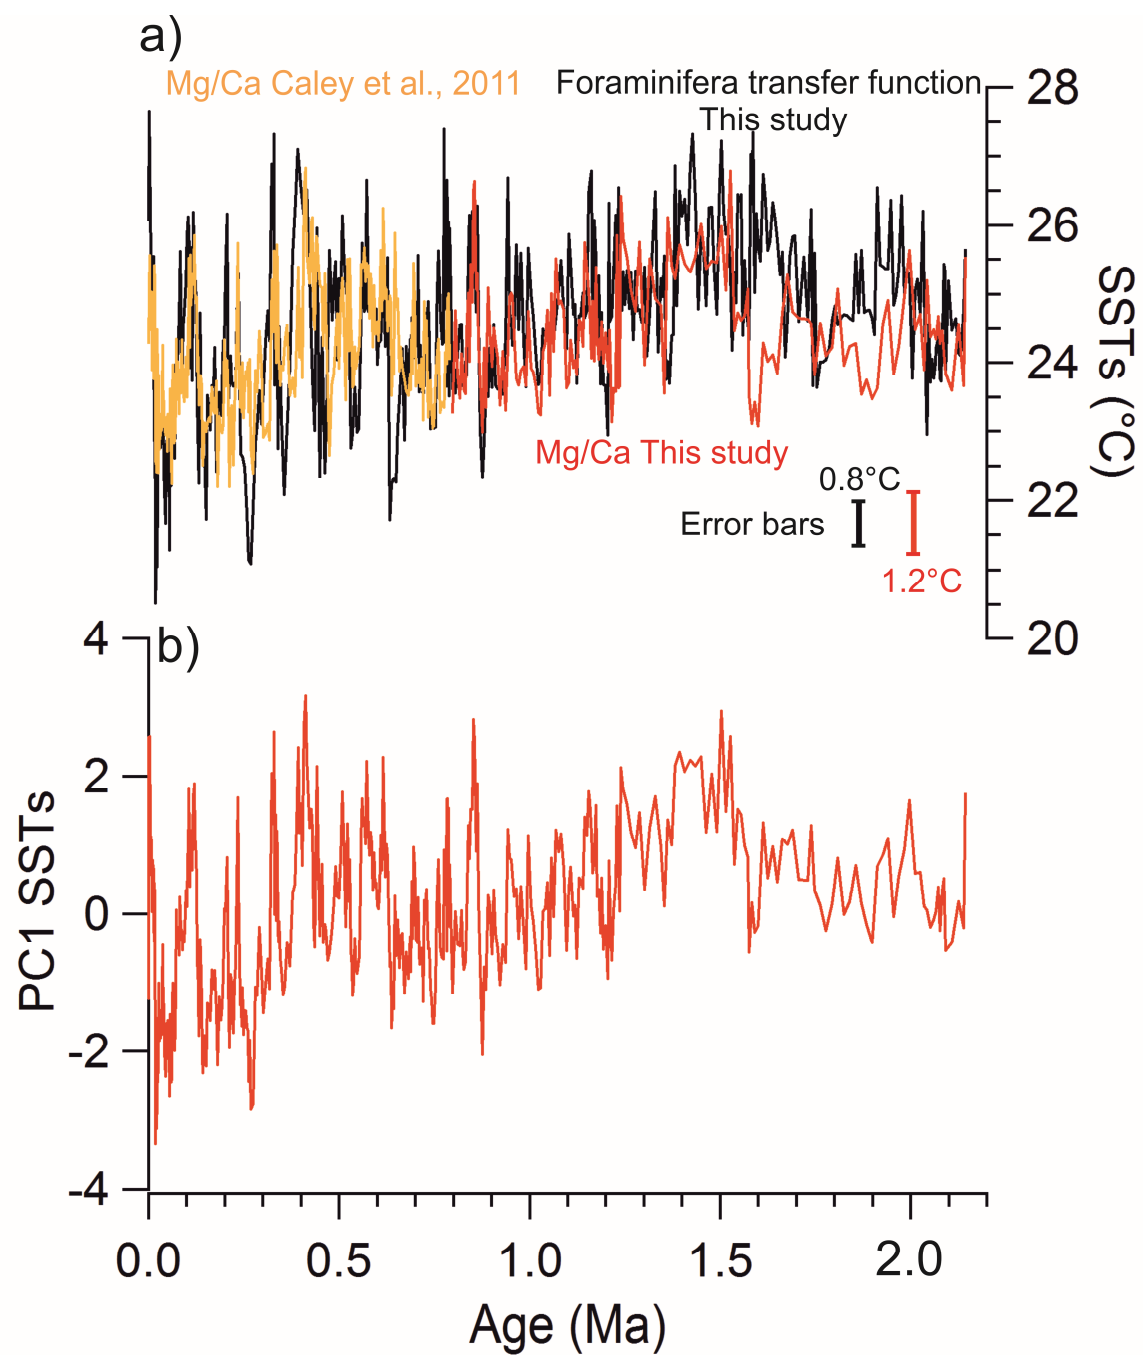 a)
Mg/Ca Caley et al., 2011
Foraminifera transfer function
This study
28
26
24
22
20
SSTs (°C)
Mg/Ca This study
0.8°C
Error bars
1.2°C
b)
4
2
0
-2
-4
PC1 SSTs
0.0 0.5 1.0 1.5 2.0
Age (Ma)